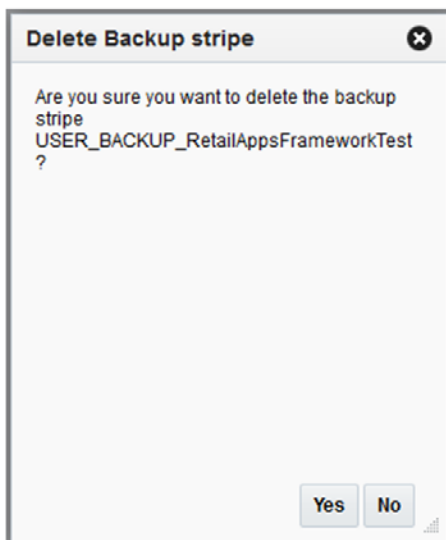 Delete Backup stripe
Are you sure you want to delete the backup
stripe
USER_BACKUP_RetailAppsFrameworkTest
?
Yes No